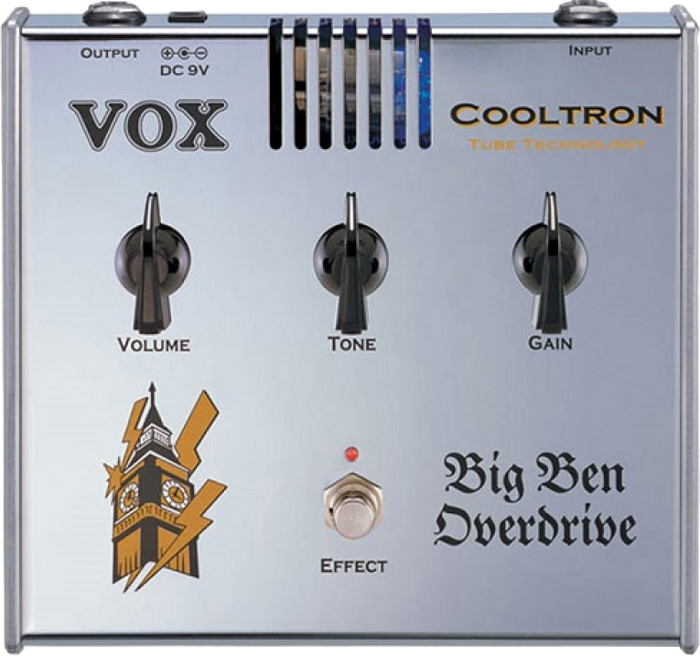 OUTPUT
DC 9V
INPUT
VOX
COOLTRON
TUBE TECHNOLOGY
VOLUME
TONE
GAIN
Big Ben
Overdrive
EFFECT